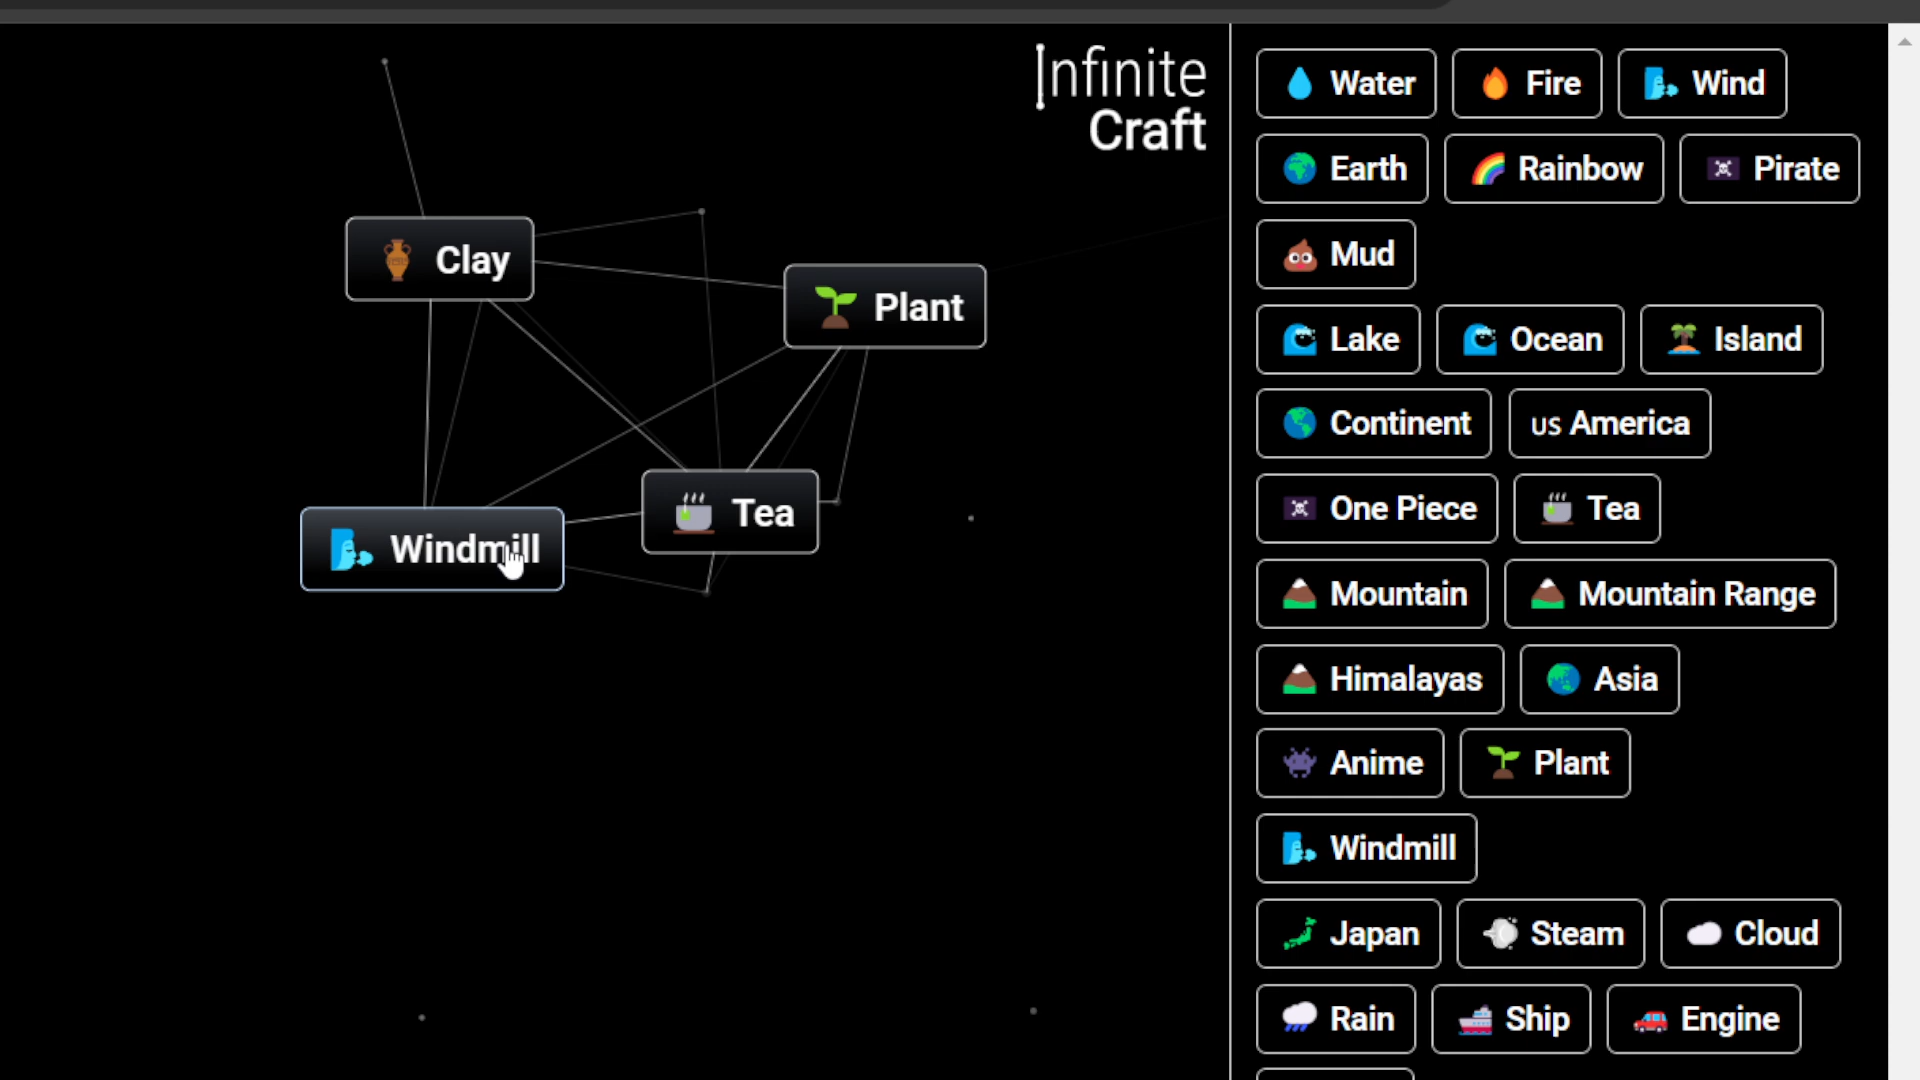 Infinite
Craft
Clay
Plant
Tea
Windmill
Water Fire Wind
Earth Rainbow Pirate
Mud
Lake Ocean Island
Continent US America
One Piece Tea
Mountain Mountain Range
Himalayas Asia
Anime Plant
Windmill
Japan Steam Cloud
Rain Ship Engine